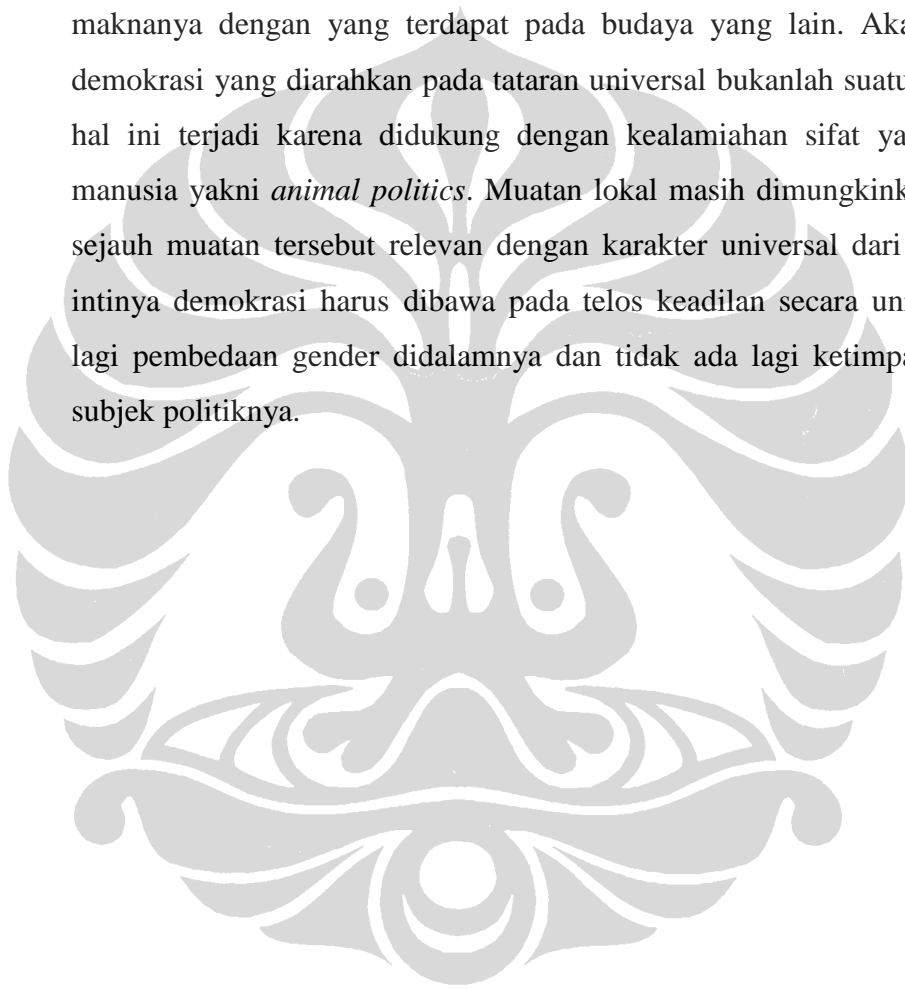 maknanya dengan yang terdapat pada budaya yang lain. Aka
demokrasi yang diarahkan pada tataran universal bukanlah suatu
hal ini terjadi karena didukung dengan kealamiahan sifat ya
manusia yakni animal politics. Muatan lokal masih dimungkink
sejauh muatan tersebut relevan dengan karakter universal dari
intinya demokrasi harus dibawa pada telos keadilan secara uni
lagi pembedaan gender didalamnya dan tidak ada lagi ketimpa
subjek politiknya.